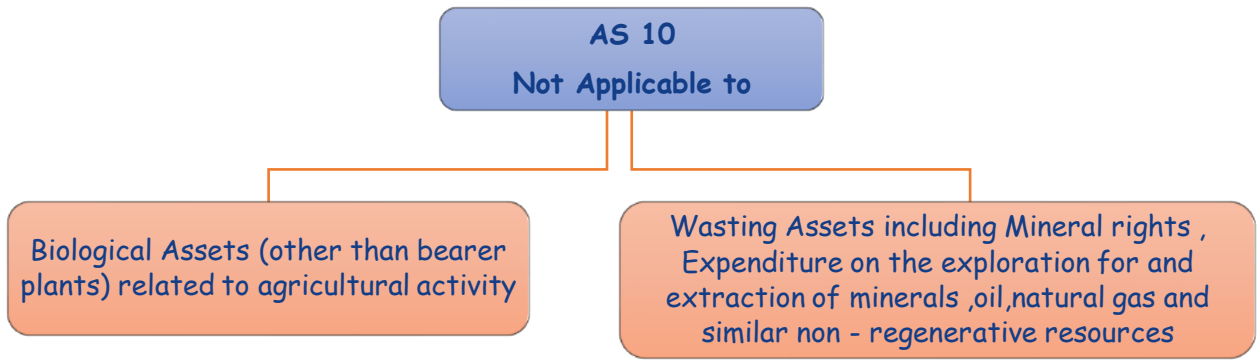 AS 10
Not Applicable to
Biological Assets (other than bearer
plants) related to agricultural activity
Wasting Assets including Mineral rights ,
Expenditure on the exploration for and
extraction of minerals ,oil,natural gas and
similar non - regenerative resources